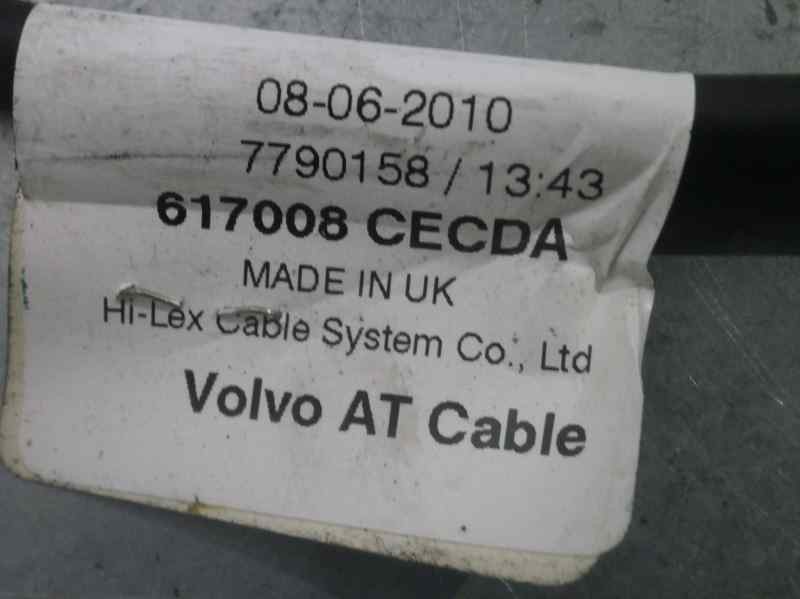 08-06-2010
7790158 / 13:43
617008 CECDA
MADE IN UK
Hi-Lex Cable System Co., Ltd
Volvo AT Cable